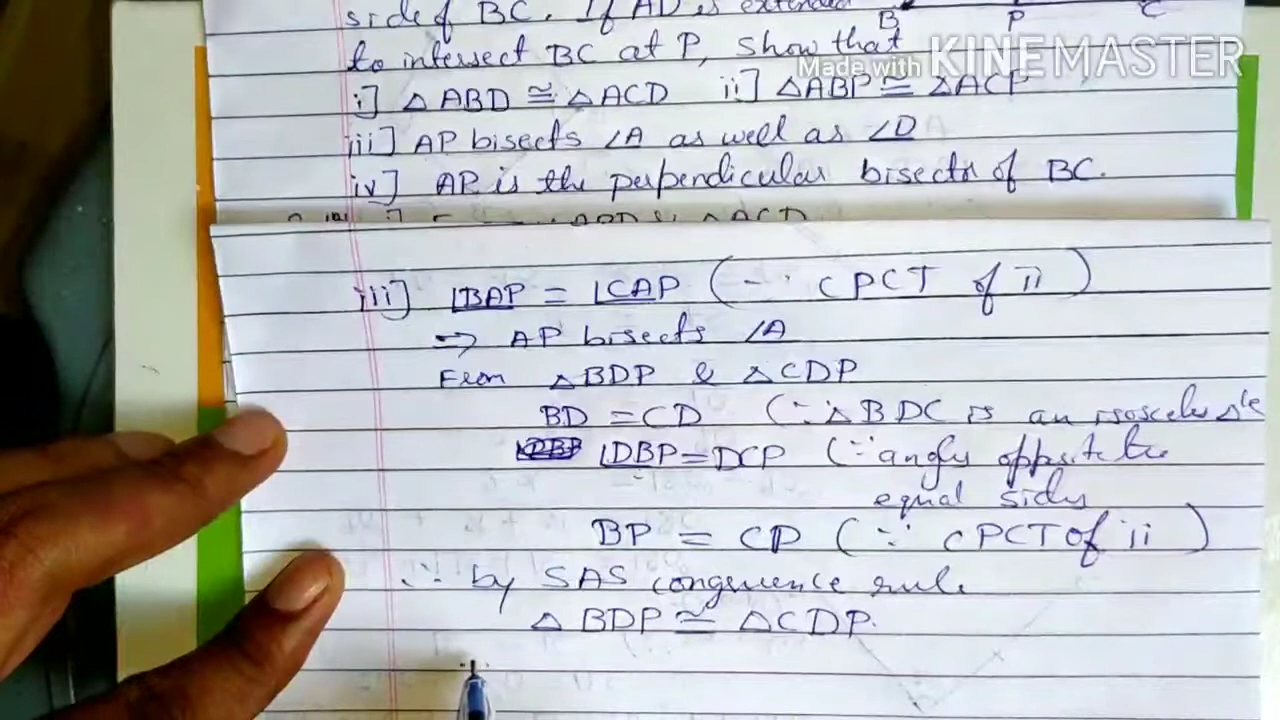 side of BC. If AD is extended
B P C
to intersect BC at P, show that
Made with KINEMASTER
i] △ABD ≅ △ACD ii] △ABP ≅ △ACP
iii] AP bisects ∠A as well as ∠D
iv] AP is the perpendicular bisector of BC.
△ACD
iii] ∠BAP = ∠CAP (∵ CPCT of ii)
⇒ AP bisects ∠A
From △BDP & △CDP
BD = CD (∵ △BDC is an isosceles △le
∠DBP = DCP (∵ angles opposite to
equal sides
BP = CP (∵ CPCT of ii)
∴ by SAS congruence rule
△BDP ≅ △CDP.